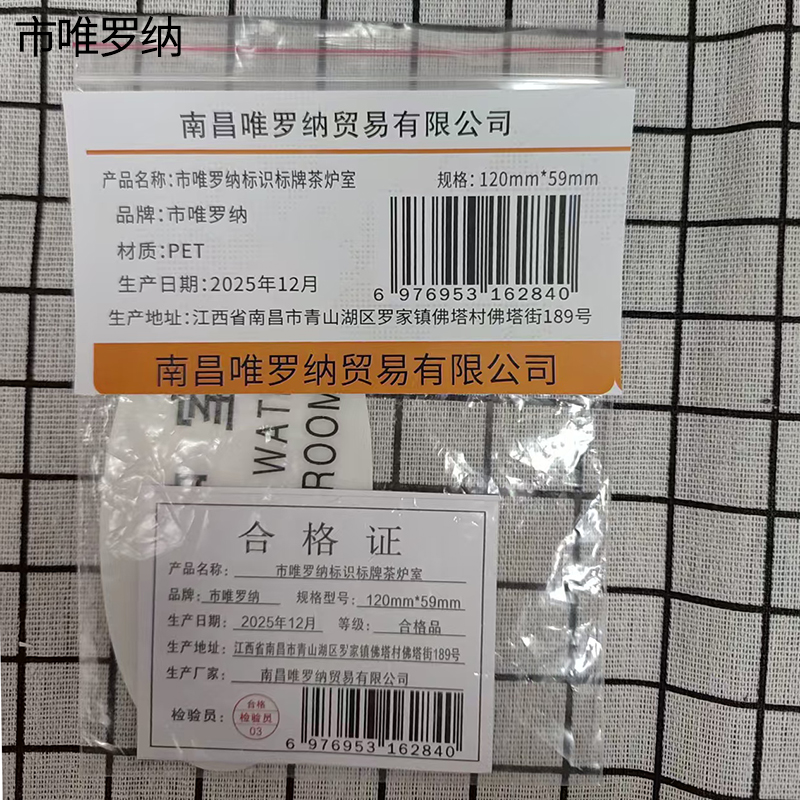 市唯罗纳
南昌唯罗纳贸易有限公司
产品名称:市唯罗纳标识标牌茶炉室 规格:120mm*59mm
品牌:市唯罗纳
材质:PET
生产日期:2025年12月
6 976953 162840
生产地址:江西省南昌市青山湖区罗家镇佛塔村佛塔街189号
南昌唯罗纳贸易有限公司
室
WAT
ROOM
合格证
产品名称: 市唯罗纳标识标牌茶炉室
品牌: 市唯罗纳 规格型号: 120mm*59mm
生产日期: 2025年12月 等级: 合格品
生产地址: 江西省南昌市青山湖区罗家镇佛塔村佛塔街189号
生产厂家: 南昌唯罗纳贸易有限公司
检验员:
合格
检验员
03
6 976953 162840